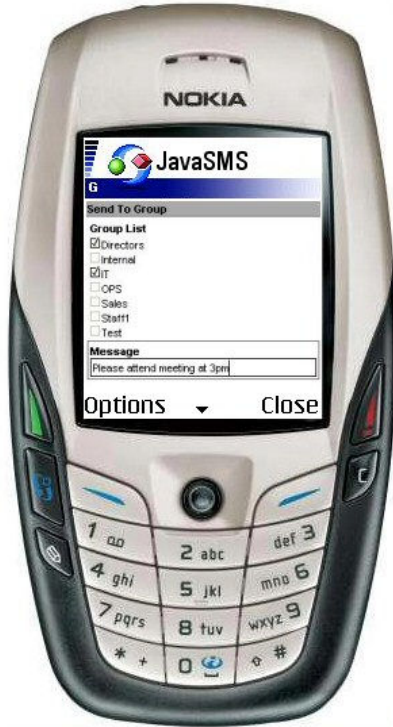 NOKIA
JavaSMS
G
Send To Group
Group List
Directors
Internal
IT
OPS
Sales
Staff1
Test
Message
Please attend meeting at 3pm
Options
Close
1
2 abc
def 3
4 ghi
5 jkl
mno 6
7 pqrs
8 tuv
wxyz 9
* +
0
#
C